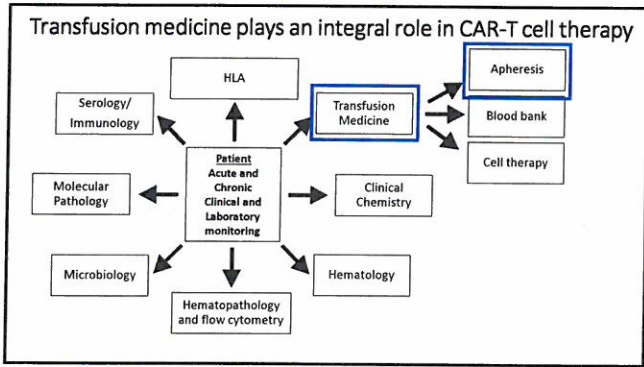 Transfusion medicine plays an integral role in CAR-T cell therapy
HLA
Apheresis
Serology/
Immunology
Transfusion
Medicine
Blood bank
Cell therapy
Patient
Acute and
Chronic
Clinical and
Laboratory
monitoring
Molecular
Pathology
Clinical
Chemistry
Microbiology
Hematology
Hematopathology
and flow cytometry